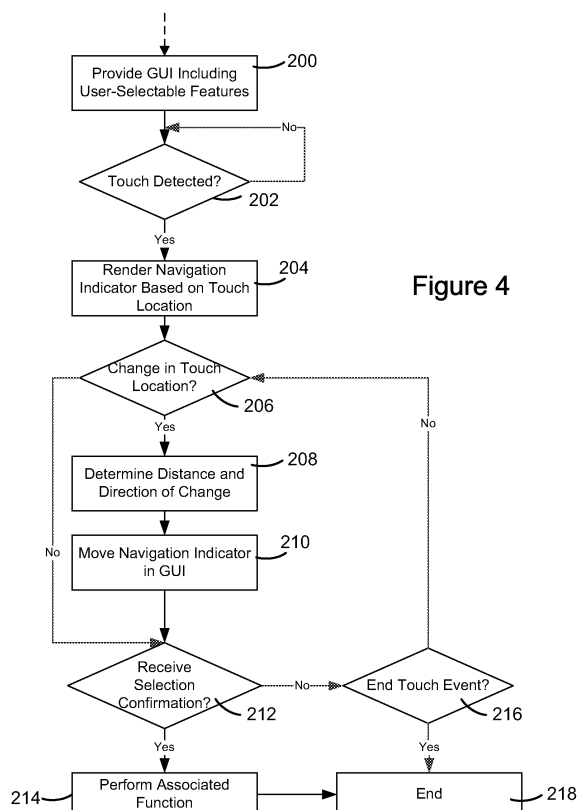 Provide GUI Including
User-Selectable Features
200
No
Touch Detected?
202
Yes
Render Navigation
Indicator Based on Touch
Location
204
Figure 4
Change in Touch
Location?
206
Yes
No
Determine Distance and
Direction of Change
208
Move Navigation Indicator
in GUI
210
No
Receive
Selection
Confirmation?
212
No
End Touch Event?
216
Yes
Yes
214
Perform Associated
Function
End
218